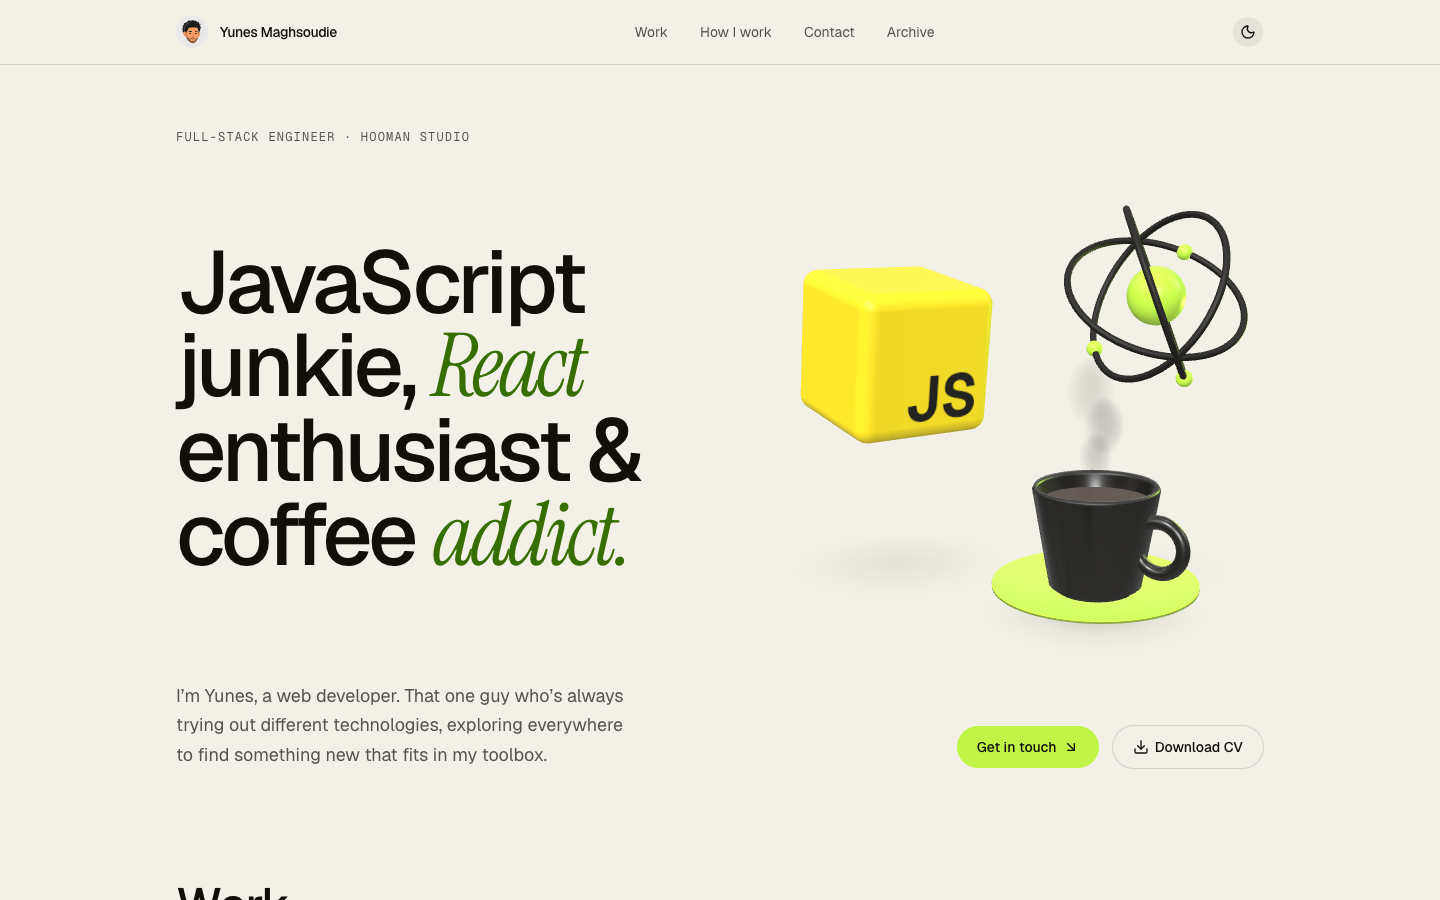 Yunes Maghsoudie
Work
How I work
Contact
Archive
FULL-STACK ENGINEER · HOOMAN STUDIO
JavaScript
junkie, React
enthusiast &
coffee addict.
JS
I’m Yunes, a web developer. That one guy who’s always
trying out different technologies, exploring everywhere
to find something new that fits in my toolbox.
Get in touch
Download CV
Work